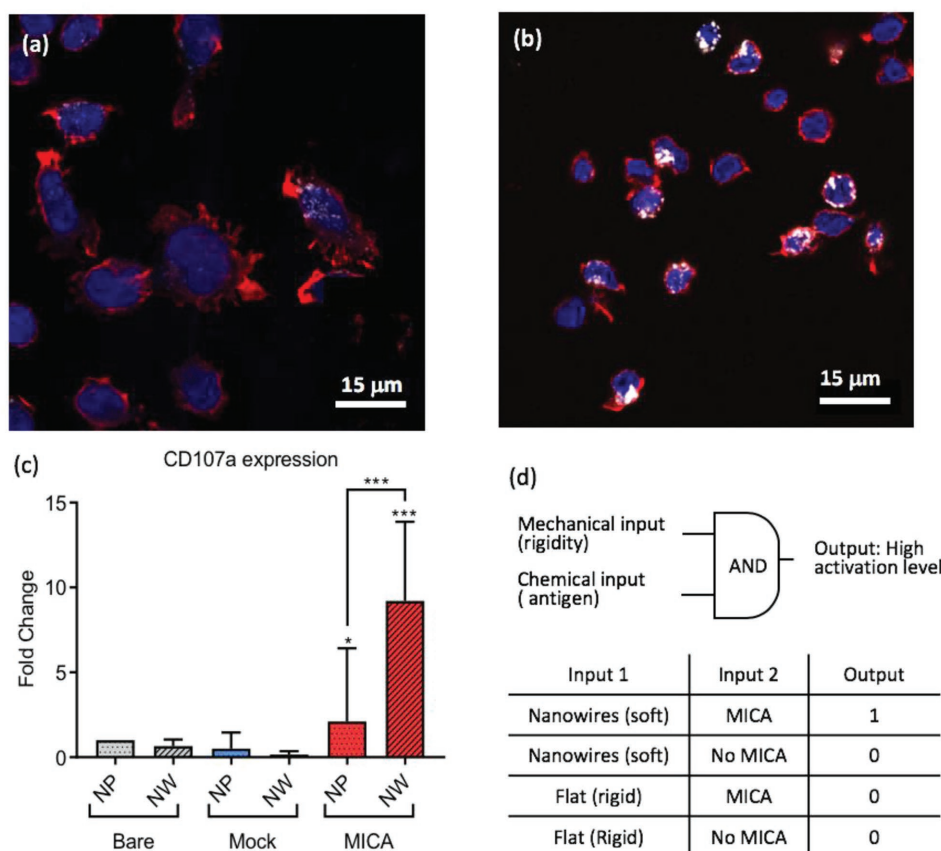 (a)
15 μm
(b)
15 μm
(c)
CD107a expression
Fold Change
15
10
5
0
*
***
***
NP
NW
NP
NW
NP
NW
Bare
Mock
MICA
(d)
Mechanical input
(rigidity)
Chemical input
( antigen)
AND
Output: High
activation level
Input 1 Input 2 Output
Nanowires (soft) MICA 1
Nanowires (soft) No MICA 0
Flat (rigid) MICA 0
Flat (Rigid) No MICA 0